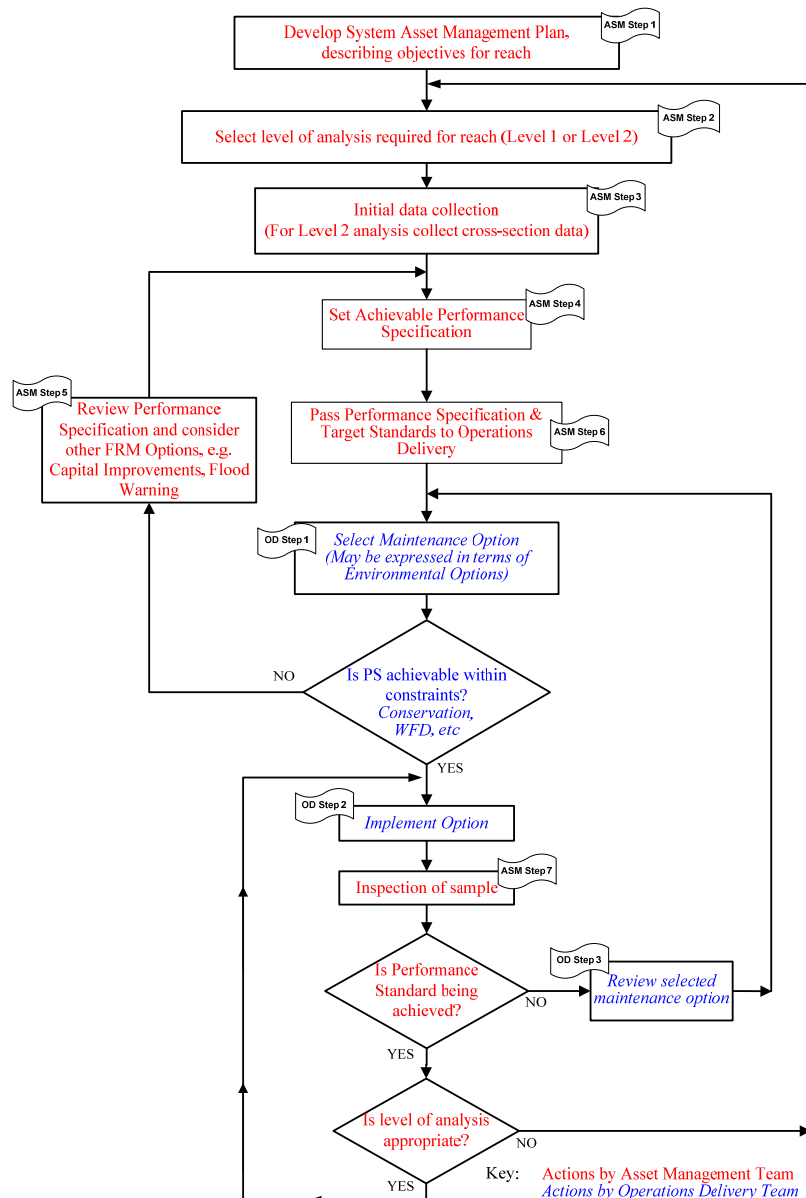 ASM Step 1
Develop System Asset Management Plan,
describing objectives for reach
ASM Step 2
Select level of analysis required for reach (Level 1 or Level 2)
ASM Step 3
Initial data collection
(For Level 2 analysis collect cross-section data)
ASM Step 4
Set Achievable Performance
Specification
ASM Step 5
Review Performance
Specification and consider
other FRM Options, e.g.
Capital Improvements, Flood
Warning
Pass Performance Specification &
Target Standards to Operations
Delivery
ASM Step 6
OD Step 1
Select Maintenance Option
(May be expressed in terms of
Environmental Options)
NO
Is PS achievable within
constraints?
Conservation,
WFD, etc
YES
OD Step 2
Implement Option
ASM Step 7
Inspection of sample
Is Performance
Standard being
achieved?
NO
OD Step 3
Review selected
maintenance option
YES
Is level of analysis
appropriate?
NO
YES
Key: Actions by Asset Management Team
Actions by Operations Delivery Team